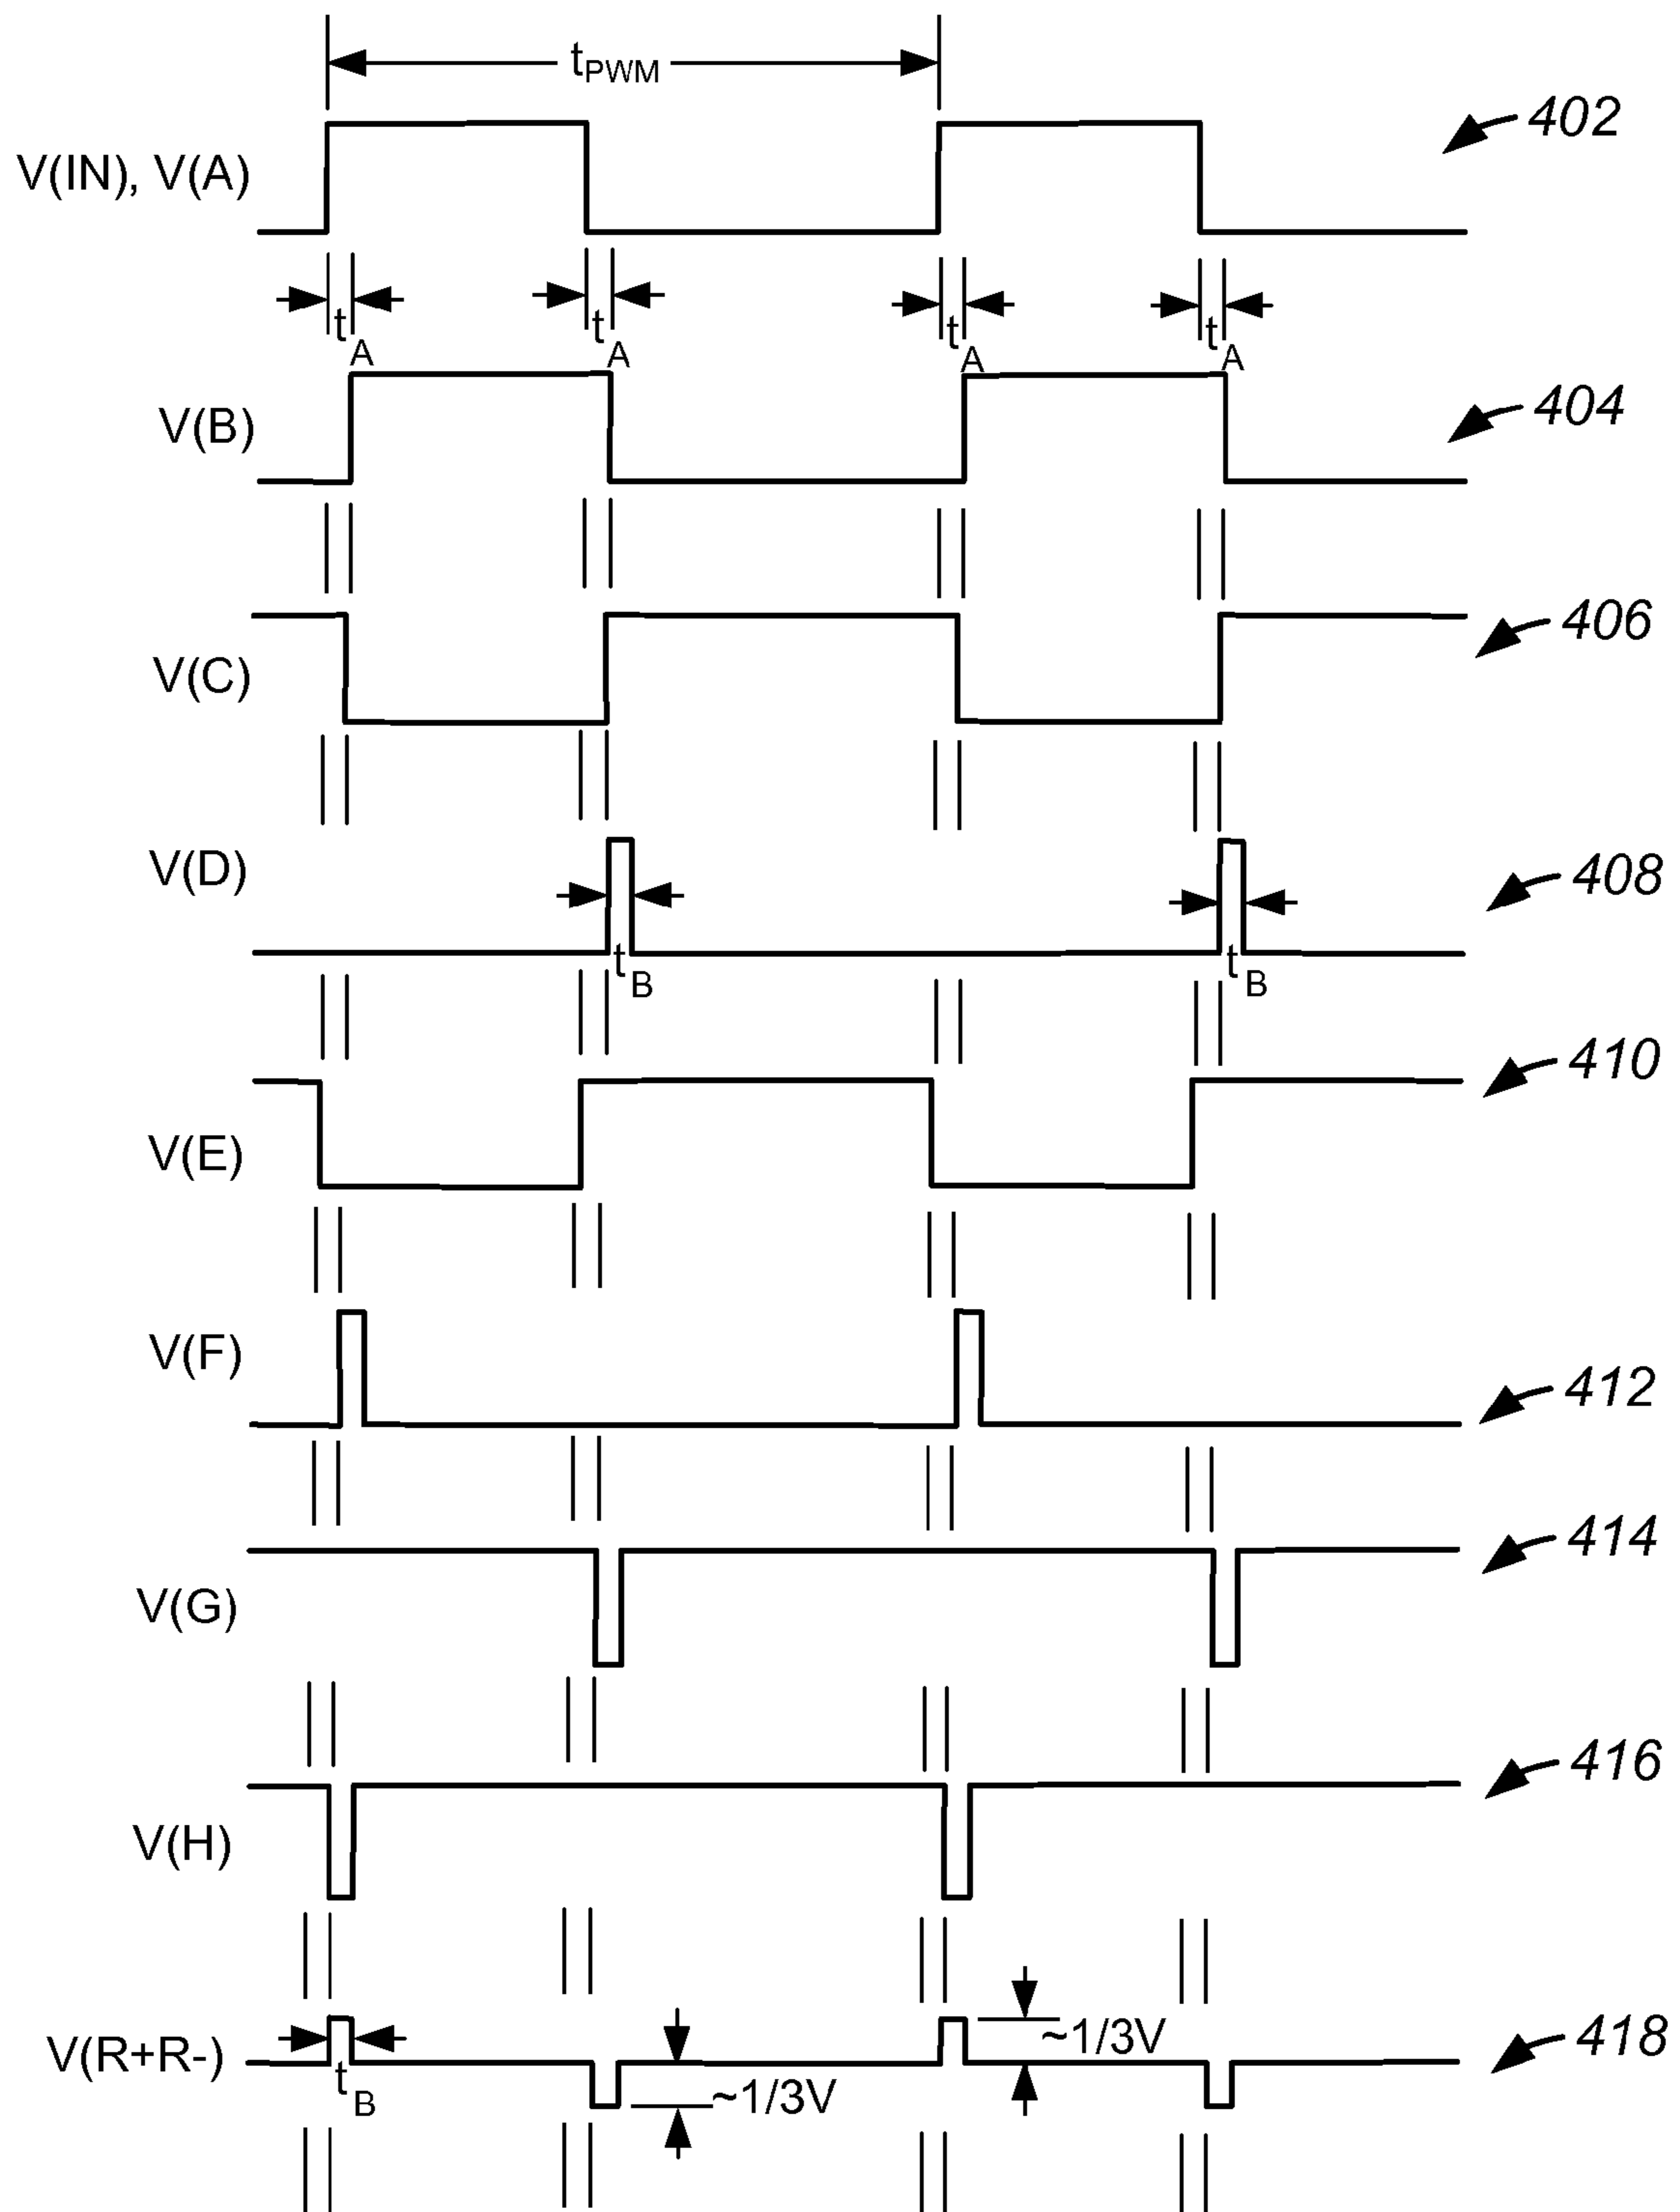 tPWM
402
V(IN), V(A)
tA tA tA tA
404
V(B)
406
V(C)
408
V(D)
tB tB
410
V(E)
412
V(F)
414
V(G)
416
V(H)
418
~1/3V
V(R+R-)
tB
~1/3V